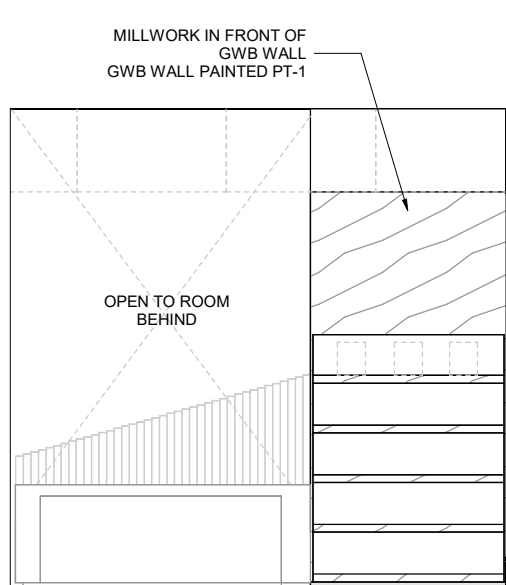 MILLWORK IN FRONT OF
GWB WALL
GWB WALL PAINTED PT-1
OPEN TO ROOM
BEHIND